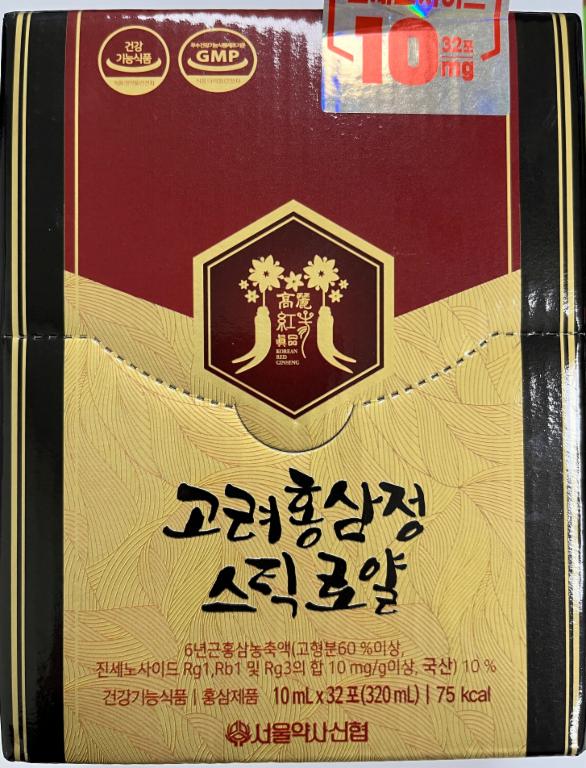 건강
기능식품
GMP
10
32포
mg
高麗
紅蔘
眞品
KOREAN
RED
GINSENG
고려홍삼정
스틱 로얄
6년근홍삼농축액(고형분60 %이상,
진세노사이드 Rg1,Rb1 및 Rg3의 합 10 mg/g이상, 국산) 10 %
건강기능식품 | 홍삼제품 10 mL x 32포(320 mL) | 75 kcal
서울약사신협